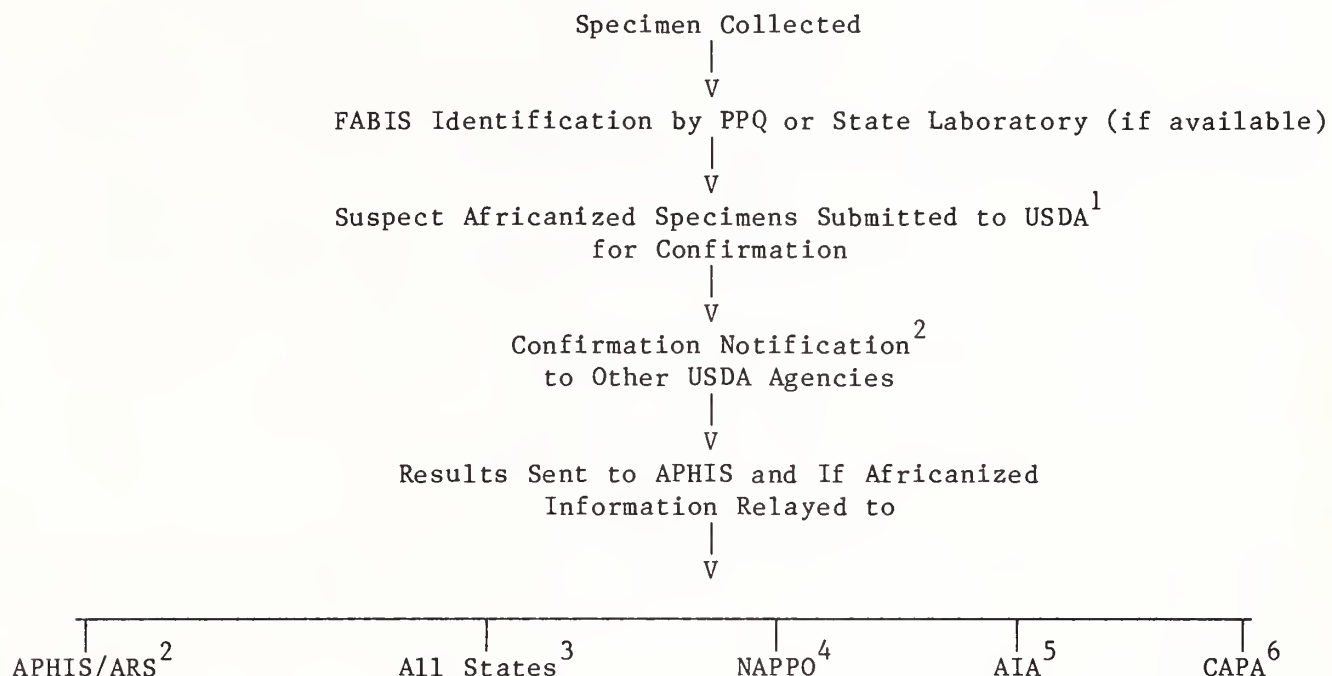 Specimen Collected
FABIS Identification by PPQ or State Laboratory (if available)
Suspect Africanized Specimens Submitted to USDA1
for Confirmation
Confirmation Notification2
to Other USDA Agencies
Results Sent to APHIS and If Africanized
Information Relayed to
APHIS/ARS2 All States3 NAPPO4 AIA5 CAPA6